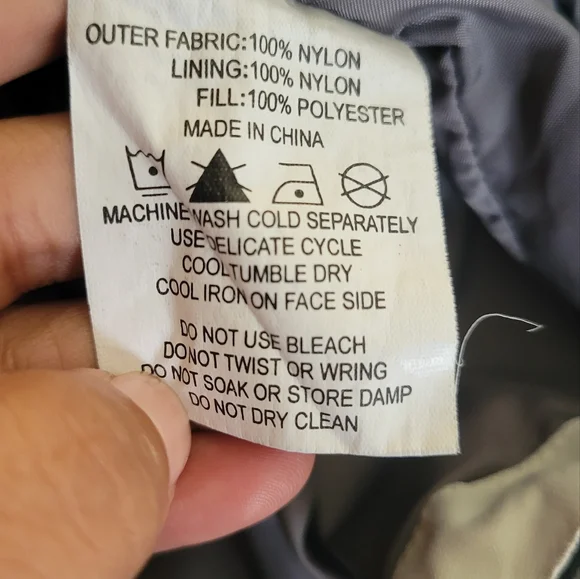 OUTER FABRIC:100% NYLON
LINING:100% NYLON
FILL:100% POLYESTER
MADE IN CHINA
MACHINE WASH COLD SEPARATELY
USE DELICATE CYCLE
COOL TUMBLE DRY
COOL IRON ON FACE SIDE
DO NOT USE BLEACH
DONOT TWIST OR WRING
DO NOT SOAK OR STORE DAMP
DO NOT DRY CLEAN